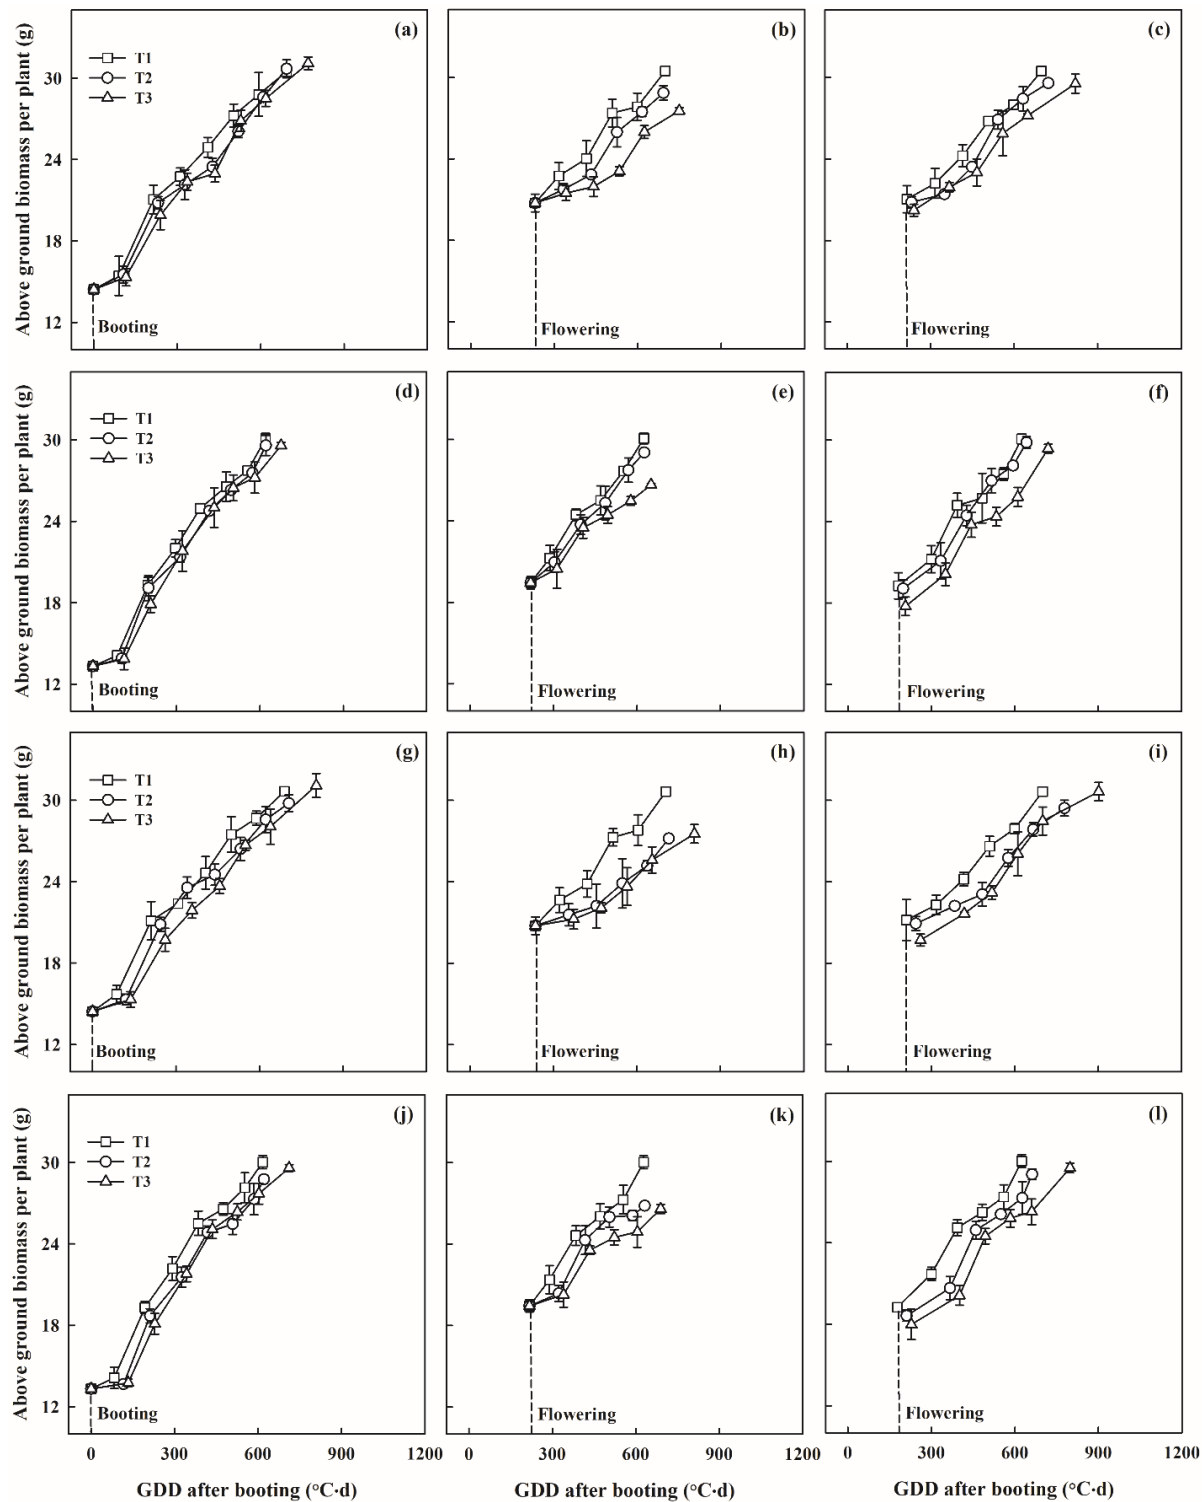 Above ground biomass per plant (g)
30
24
18
12
T1
T2
T3
(a)
Booting
(b)
Flowering
(c)
Flowering
Above ground biomass per plant (g)
30
24
18
12
T1
T2
T3
(d)
Booting
(e)
Flowering
(f)
Flowering
Above ground biomass per plant (g)
30
24
18
12
T1
T2
T3
(g)
Booting
(h)
Flowering
(i)
Flowering
Above ground biomass per plant (g)
30
24
18
12
T1
T2
T3
(j)
Booting
(k)
Flowering
(l)
Flowering
0 300 600 900 1200 0 300 600 900 1200 0 300 600 900 1200
GDD after booting (°C·d) GDD after booting (°C·d) GDD after booting (°C·d)